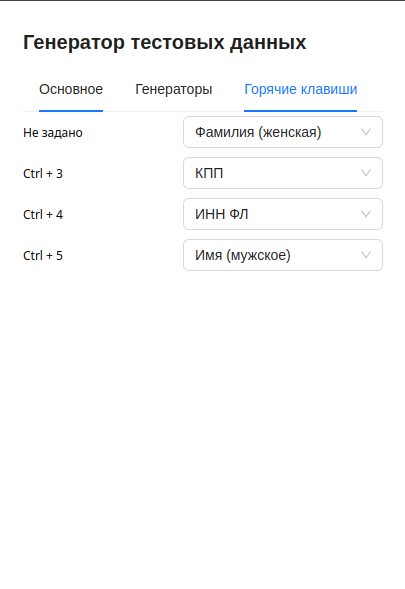 Генератор тестовых данных
Основное Генераторы Горячие клавиши
Не задано Фамилия (женская)
Ctrl + 3 КПП
Ctrl + 4 ИНН ФЛ
Ctrl + 5 Имя (мужское)